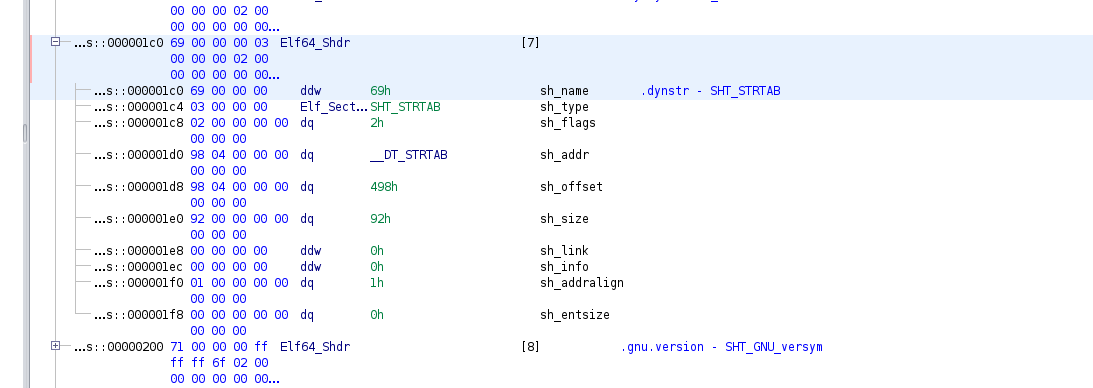 00 00 00 02 00
00 00 00 00 00...
...s::000001c0 69 00 00 00 03 Elf64_Shdr [7]
00 00 00 02 00
00 00 00 00 00...
...s::000001c0 69 00 00 00 ddw 69h sh_name .dynstr - SHT_STRTAB
...s::000001c4 03 00 00 00 Elf_Sect... SHT_STRTAB sh_type
...s::000001c8 02 00 00 00 00 dq 2h sh_flags
00 00 00
...s::000001d0 98 04 00 00 00 dq __DT_STRTAB sh_addr
00 00 00
...s::000001d8 98 04 00 00 00 dq 498h sh_offset
00 00 00
...s::000001e0 92 00 00 00 00 dq 92h sh_size
00 00 00
...s::000001e8 00 00 00 00 ddw 0h sh_link
...s::000001ec 00 00 00 00 ddw 0h sh_info
...s::000001f0 01 00 00 00 00 dq 1h sh_addralign
00 00 00
...s::000001f8 00 00 00 00 00 dq 0h sh_entsize
00 00 00
...s::00000200 71 00 00 00 ff Elf64_Shdr [8] .gnu.version - SHT_GNU_versym
ff ff 6f 02 00
00 00 00 00 00...